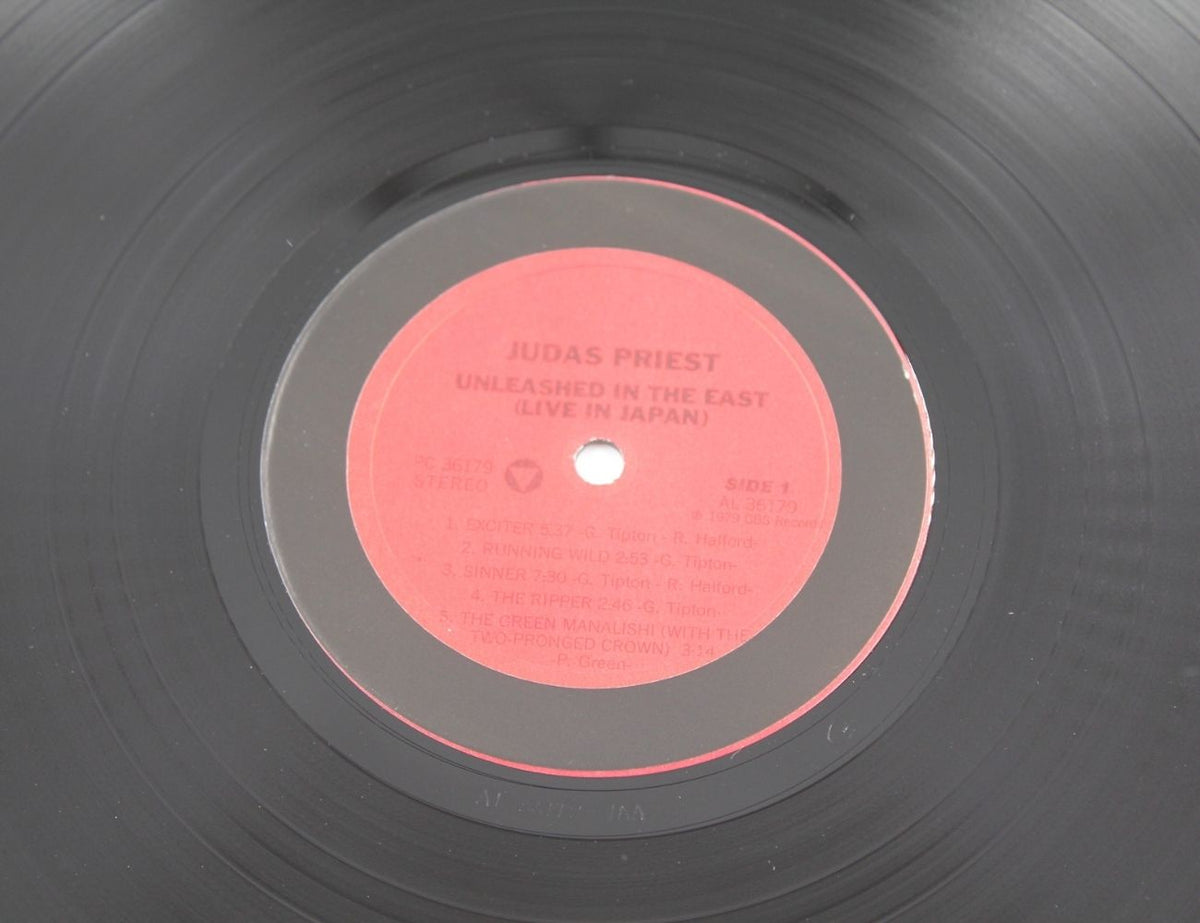 JUDAS PRIEST
UNLEASHED IN THE EAST
(LIVE IN JAPAN)
PC 36179
STEREO
SIDE 1
AL 36179
℗ 1979 CBS Records
1. EXCITER 5:37 -G. Tipton - R. Halford-
2. RUNNING WILD 2:53 -G. Tipton-
3. SINNER 7:30 -G. Tipton - R. Halford-
4. THE RIPPER 2:46 -G. Tipton-
5. THE GREEN MANALISHI (WITH THE
TWO-PRONGED CROWN) 3:14
-P. Green-